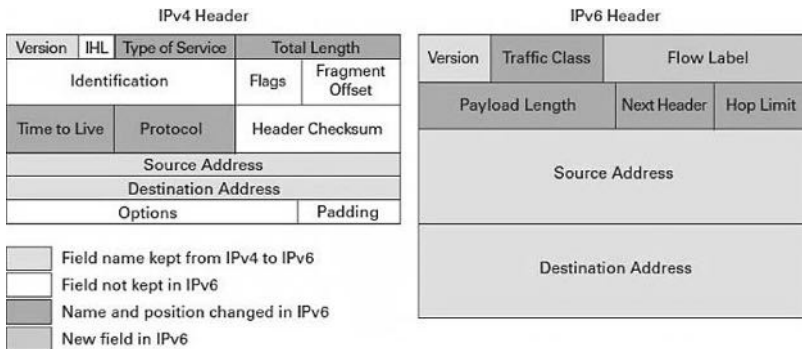 IPv4 Header
Version IHL Type of Service Total Length
Identification Flags Fragment Offset
Time to Live Protocol Header Checksum
Source Address
Destination Address
Options Padding
IPv6 Header
Version Traffic Class Flow Label
Payload Length Next Header Hop Limit
Source Address
Destination Address
Field name kept from IPv4 to IPv6
Field not kept in IPv6
Name and position changed in IPv6
New field in IPv6